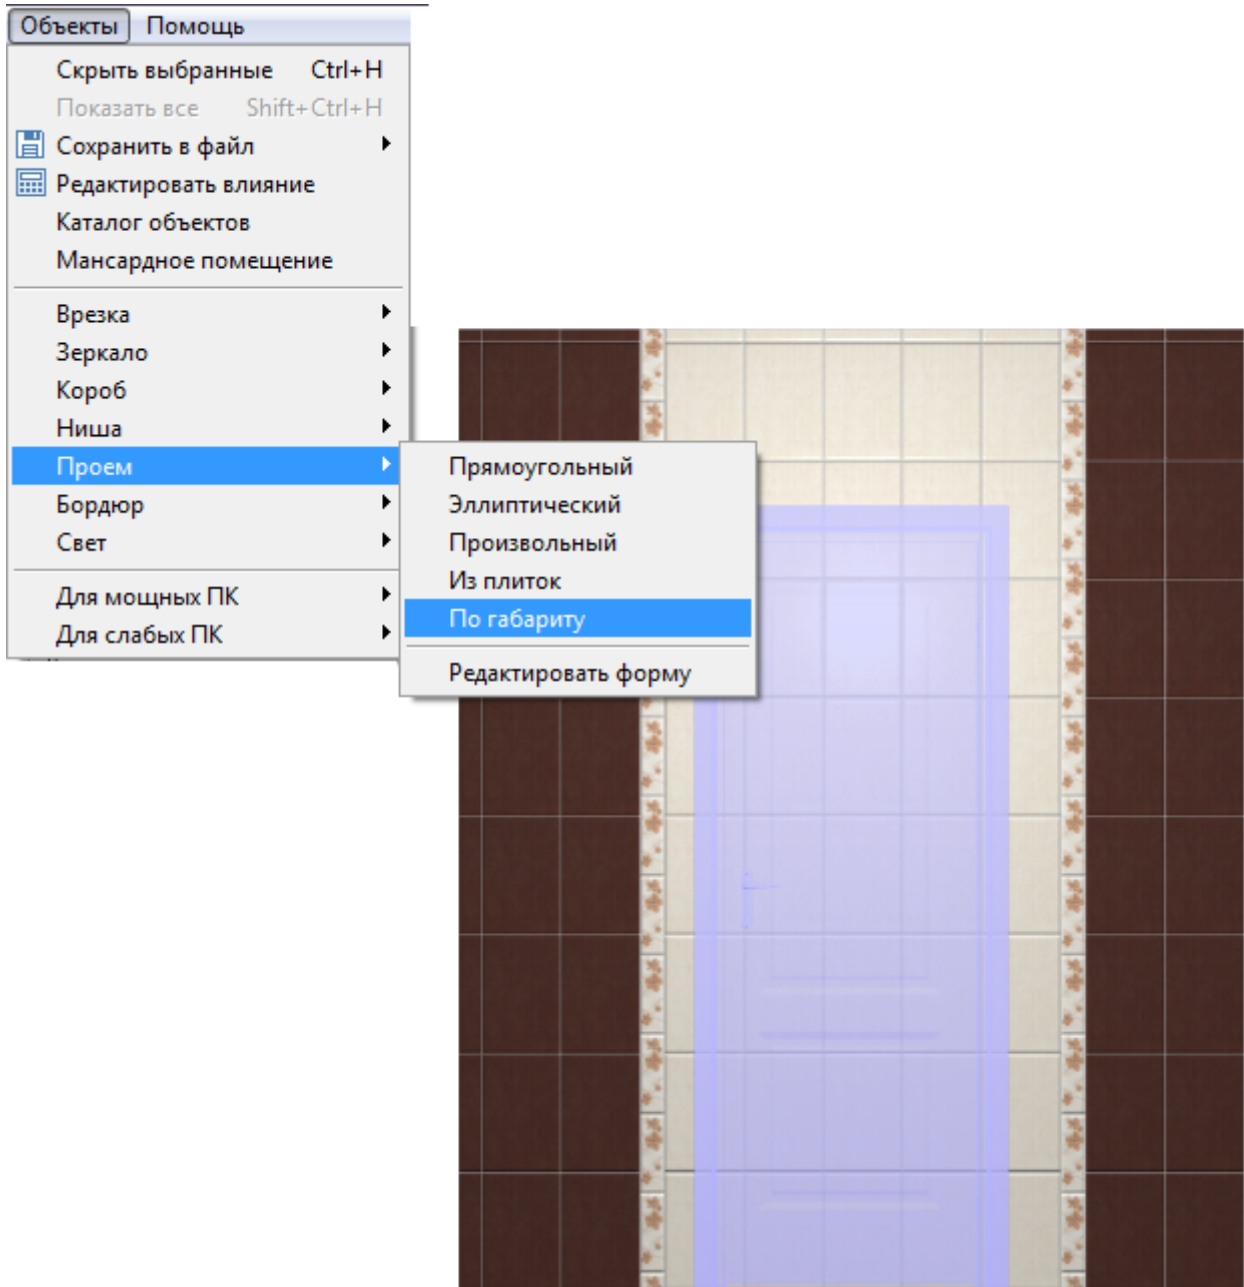 Объекты Помощь
Скрыть выбранные Ctrl+H
Показать все Shift+Ctrl+H
Сохранить в файл
Редактировать влияние
Каталог объектов
Мансардное помещение
Врезка
Зеркало
Короб
Ниша
Проем
Бордюр
Свет
Для мощных ПК
Для слабых ПК
Прямоугольный
Эллиптический
Произвольный
Из плиток
По габариту
Редактировать форму